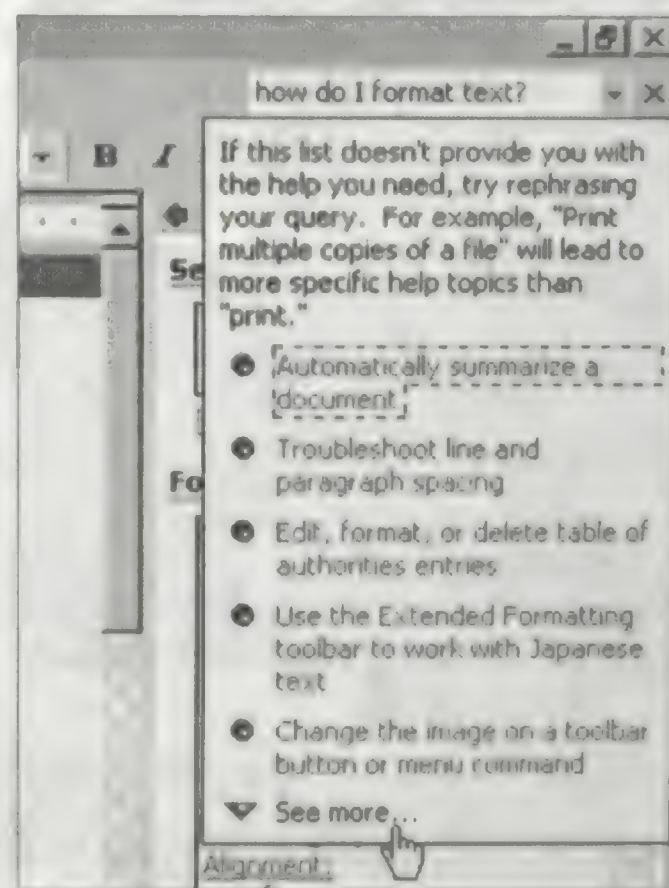 how do I format text?
B I
If this list doesn't provide you with
the help you need, try rephrasing
your query. For example, "Print
multiple copies of a file" will lead to
more specific help topics than
"print."
Se
Automatically summarize a
document
Troubleshoot line and
paragraph spacing
Fo
Edit, format, or delete table of
authorities entries
Use the Extended Formatting
toolbar to work with Japanese
text
Change the image on a toolbar
button or menu command
See more...
Alignment: